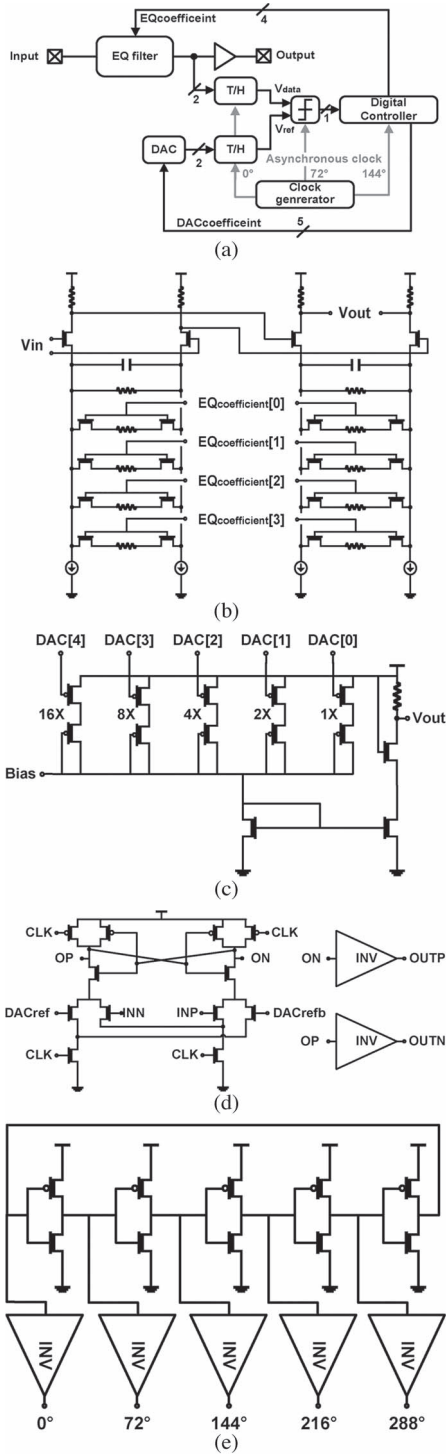 EQcoefficeint 4
Input EQ filter Output
2 T/H Vdata
1 Digital Controller
Vref
DAC 2 T/H
Asynchronous clock
0° 72° 144°
Clock genrerator
DACcoefficeint 5
(a)
Vin Vout
EQcoefficient[0]
EQcoefficient[1]
EQcoefficient[2]
EQcoefficient[3]
(b)
DAC[4] DAC[3] DAC[2] DAC[1] DAC[0]
16X 8X 4X 2X 1X
Vout
Bias
(c)
CLK CLK
OP ON ON INV OUTP
DACref INN INP DACrefb
OP INV OUTN
CLK CLK
(d)
INV INV INV INV INV
0° 72° 144° 216° 288°
(e)